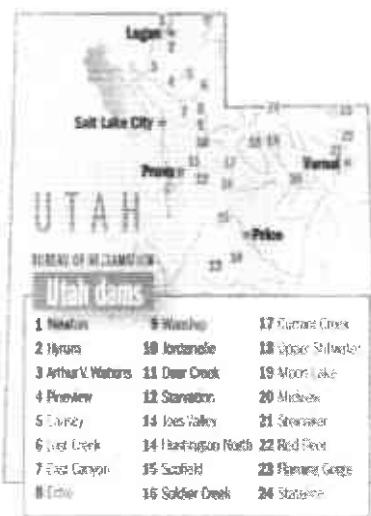 Logan
Salt Lake City
Provo
Vernal
Price
UTAH
BUREAU OF RECLAMATION
Utah dams
1 Newton
2 Hyrum
3 Arthur V. Watkins
4 Pineview
5 Causey
6 Lost Creek
7 East Canyon
8 Echo
9 Wanship
10 Jordanelle
11 Deer Creek
12 Starvation
14 Joes Valley
14 Huntington North
15 Scofield
16 Soldier Creek
17 Currant Creek
18 Upper Stillwater
19 Moon Lake
20 Midview
21 Steinaker
22 Red Fleet
23 Flaming Gorge
24 Stateline